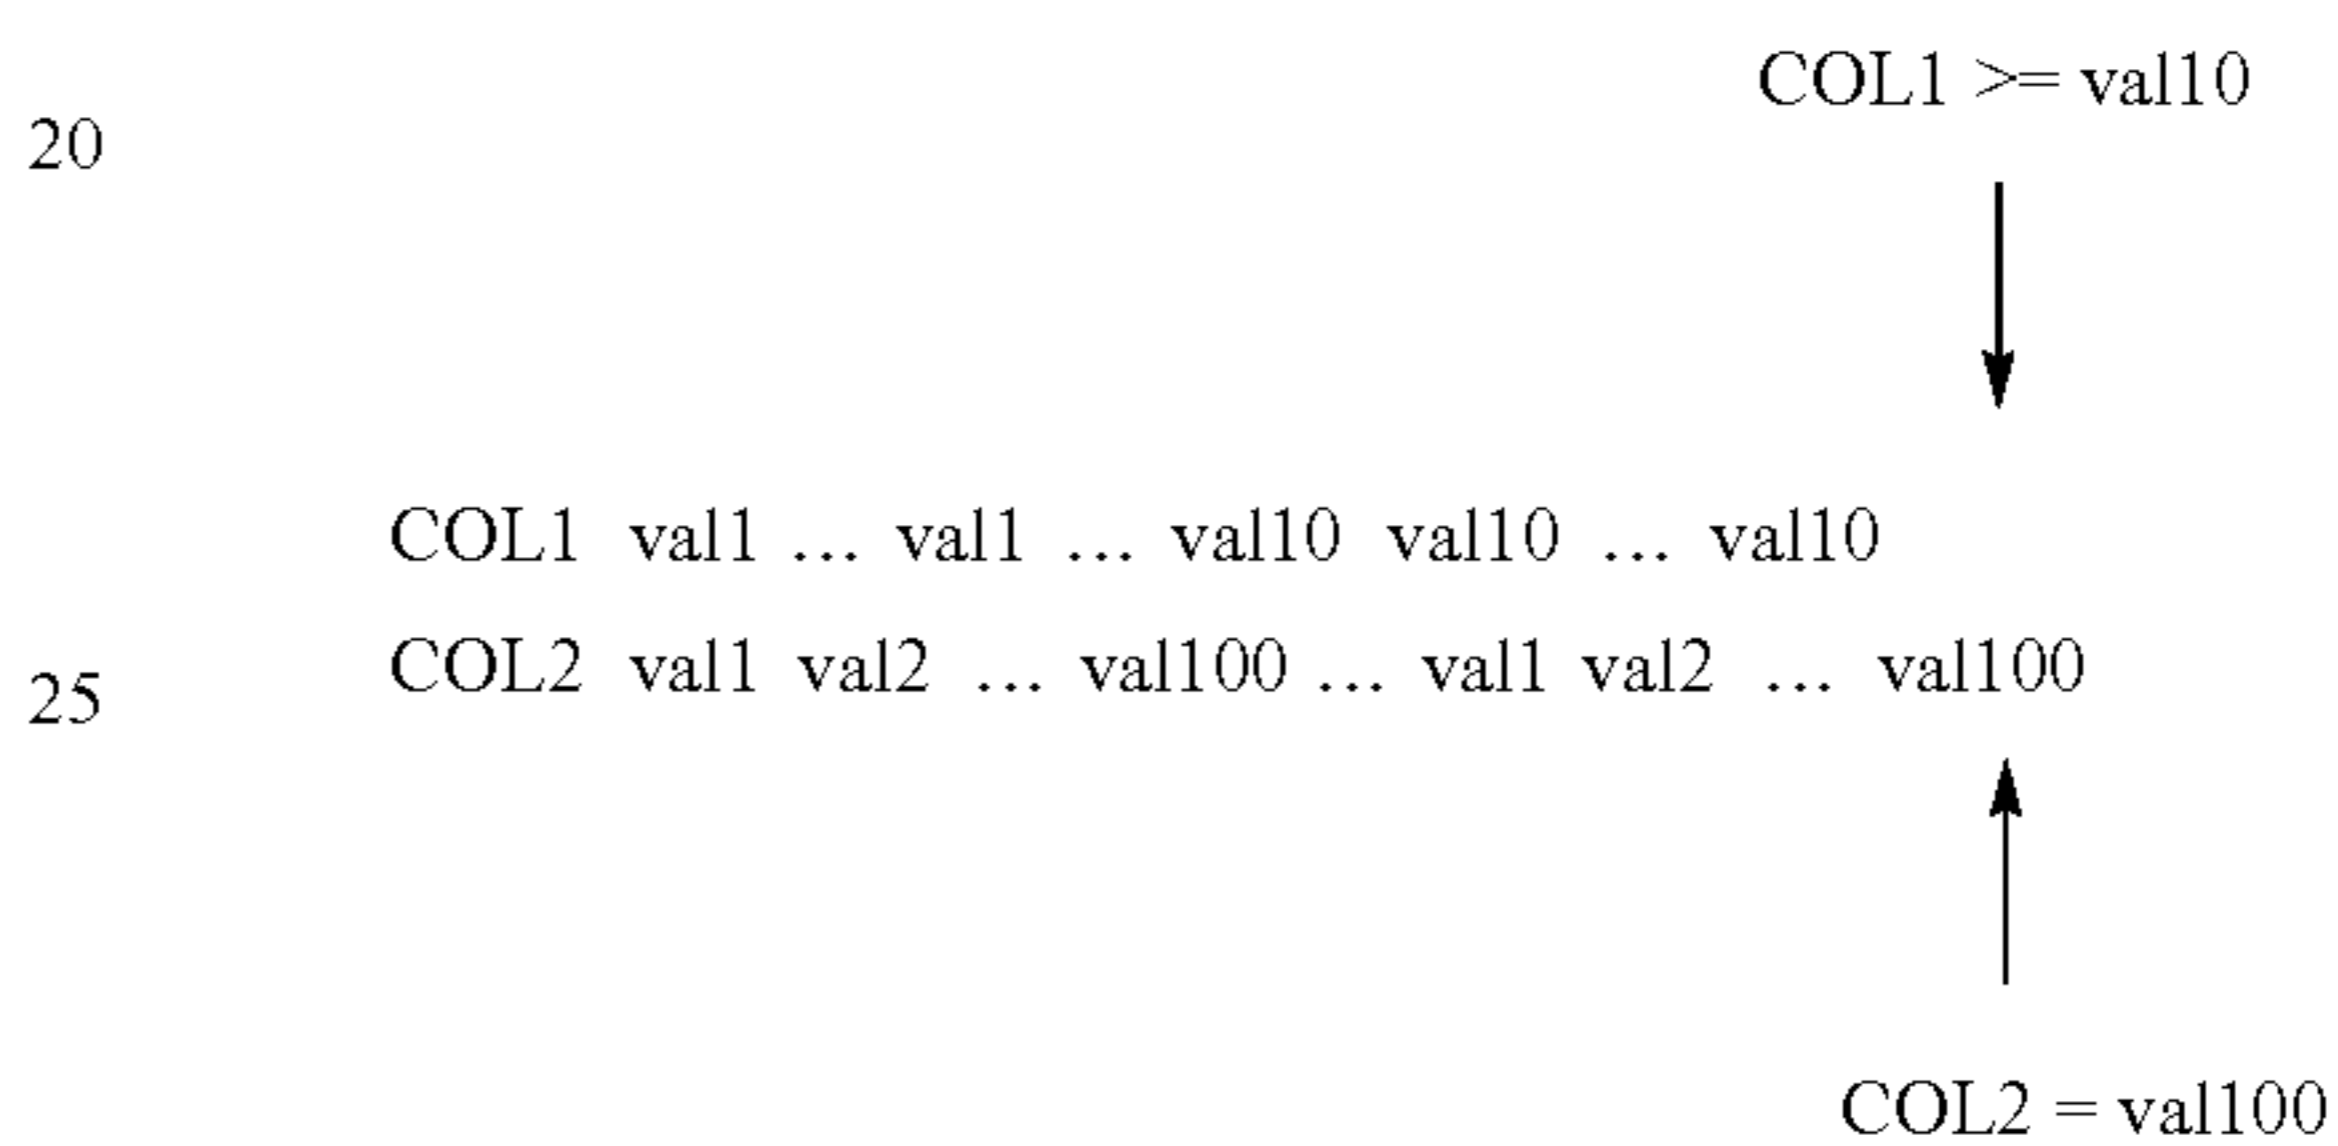 COL1 >= val10
20
COL1 val1 ... val1 ... val10 val10 ... val10
COL2 val1 val2 ... val100 ... val1 val2 ... val100
25
COL2 = val100